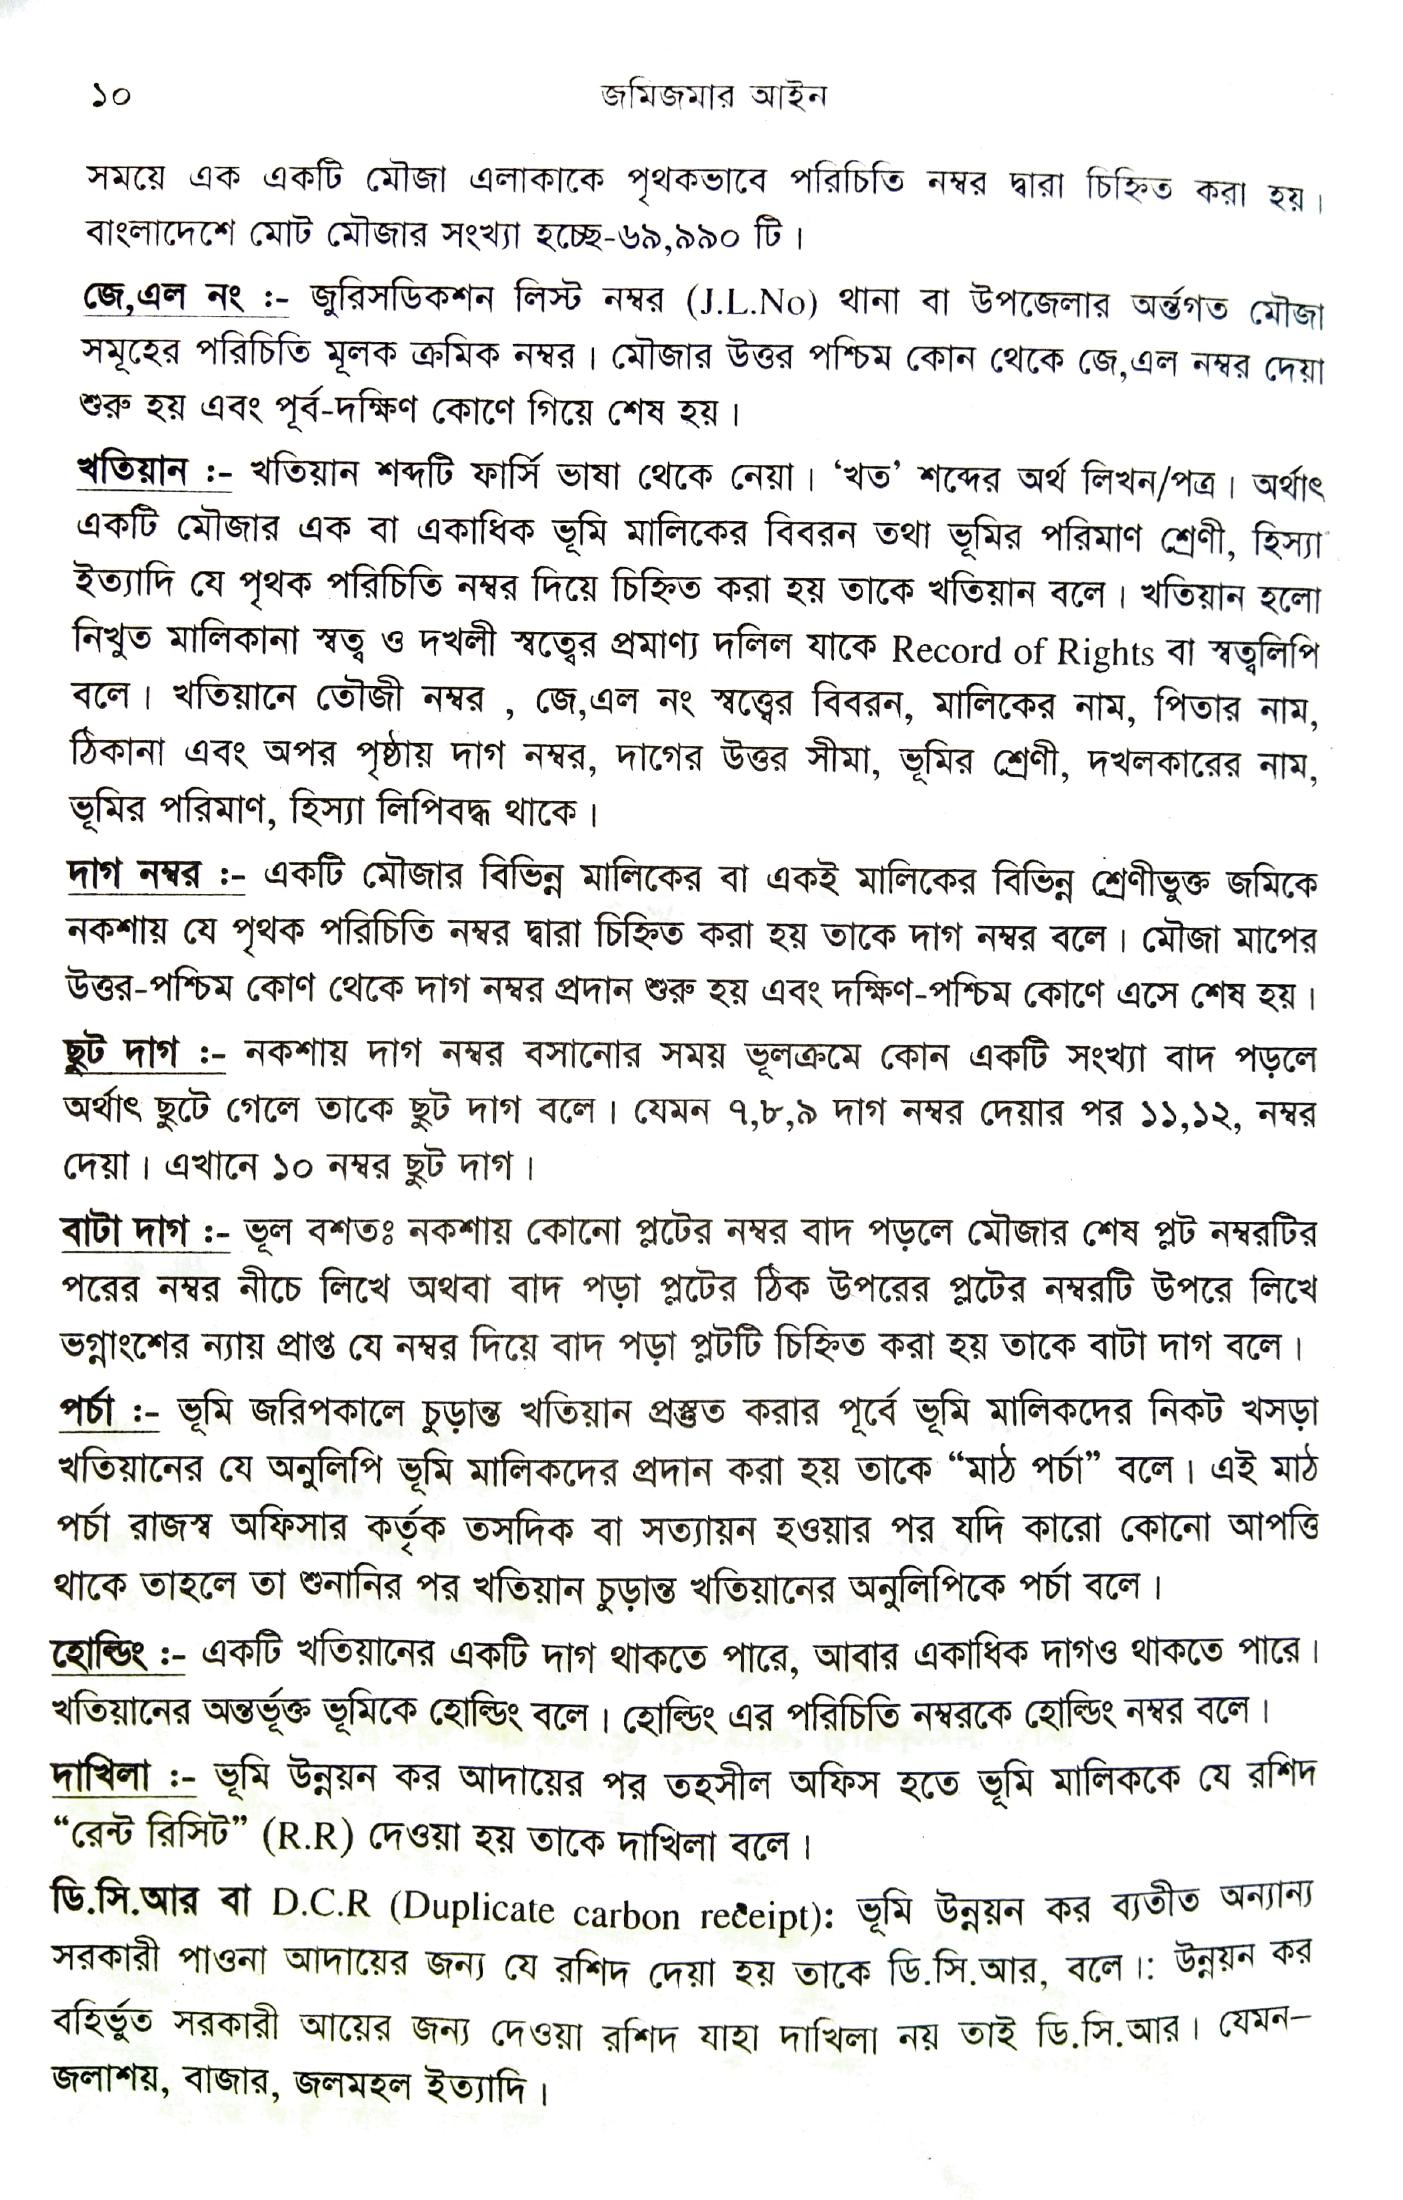 ১০
জমিজমার আইন
সময়ে এক একটি মৌজা এলাকাকে পৃথকভাবে পরিচিতি নম্বর দ্বারা চিহ্নিত করা হয়।
বাংলাদেশে মোট মৌজার সংখ্যা হচ্ছে-৬৯,৯৯০ টি।
জে,এল নং :- জুরিসডিকশন লিস্ট নম্বর (J.L.No) থানা বা উপজেলার অর্ন্তগত মৌজা
সমূহের পরিচিতি মূলক ক্রমিক নম্বর। মৌজার উত্তর পশ্চিম কোন থেকে জে,এল নম্বর দেয়া
শুরু হয় এবং পূর্ব-দক্ষিণ কোণে গিয়ে শেষ হয়।
খতিয়ান :- খতিয়ান শব্দটি ফার্সি ভাষা থেকে নেয়া। ‘খত’ শব্দের অর্থ লিখন/পত্র। অর্থাৎ
একটি মৌজার এক বা একাধিক ভূমি মালিকের বিবরন তথা ভূমির পরিমাণ শ্রেণী, হিস্যা
ইত্যাদি যে পৃথক পরিচিতি নম্বর দিয়ে চিহ্নিত করা হয় তাকে খতিয়ান বলে। খতিয়ান হলো
নিখুত মালিকানা স্বত্ব ও দখলী স্বত্বের প্রমাণ্য দলিল যাকে Record of Rights বা স্বত্বলিপি
বলে। খতিয়ানে তৌজী নম্বর , জে,এল নং স্বত্ত্বের বিবরন, মালিকের নাম, পিতার নাম,
ঠিকানা এবং অপর পৃষ্ঠায় দাগ নম্বর, দাগের উত্তর সীমা, ভূমির শ্রেণী, দখলকারের নাম,
ভূমির পরিমাণ, হিস্যা লিপিবদ্ধ থাকে।
দাগ নম্বর :- একটি মৌজার বিভিন্ন মালিকের বা একই মালিকের বিভিন্ন শ্রেণীভুক্ত জমিকে
নকশায় যে পৃথক পরিচিতি নম্বর দ্বারা চিহ্নিত করা হয় তাকে দাগ নম্বর বলে। মৌজা মাপের
উত্তর-পশ্চিম কোণ থেকে দাগ নম্বর প্রদান শুরু হয় এবং দক্ষিণ-পশ্চিম কোণে এসে শেষ হয়।
ছুট দাগ :- নকশায় দাগ নম্বর বসানোর সময় ভূলক্রমে কোন একটি সংখ্যা বাদ পড়লে
অর্থাৎ ছুটে গেলে তাকে ছুট দাগ বলে। যেমন ৭,৮,৯ দাগ নম্বর দেয়ার পর ১১,১২, নম্বর
দেয়া। এখানে ১০ নম্বর ছুট দাগ।
বাটা দাগ :- ভূল বশতঃ নকশায় কোনো প্লটের নম্বর বাদ পড়লে মৌজার শেষ প্লট নম্বরটির
পরের নম্বর নীচে লিখে অথবা বাদ পড়া প্লটের ঠিক উপরের প্লটের নম্বরটি উপরে লিখে
ভগ্নাংশের ন্যায় প্রাপ্ত যে নম্বর দিয়ে বাদ পড়া প্লটটি চিহ্নিত করা হয় তাকে বাটা দাগ বলে।
পর্চা :- ভূমি জরিপকালে চুড়ান্ত খতিয়ান প্রস্তুত করার পূর্বে ভূমি মালিকদের নিকট খসড়া
খতিয়ানের যে অনুলিপি ভূমি মালিকদের প্রদান করা হয় তাকে “মাঠ পর্চা” বলে। এই মাঠ
পর্চা রাজস্ব অফিসার কর্তৃক তসদিক বা সত্যায়ন হওয়ার পর যদি কারো কোনো আপত্তি
থাকে তাহলে তা শুনানির পর খতিয়ান চুড়ান্ত খতিয়ানের অনুলিপিকে পর্চা বলে।
হোল্ডিং :- একটি খতিয়ানের একটি দাগ থাকতে পারে, আবার একাধিক দাগও থাকতে পারে।
খতিয়ানের অন্তর্ভূক্ত ভূমিকে হোল্ডিং বলে। হোল্ডিং এর পরিচিতি নম্বরকে হোল্ডিং নম্বর বলে।
দাখিলা :- ভূমি উন্নয়ন কর আদায়ের পর তহসীল অফিস হতে ভূমি মালিককে যে রশিদ
“রেন্ট রিসিট” (R.R) দেওয়া হয় তাকে দাখিলা বলে।
ডি.সি.আর বা D.C.R (Duplicate carbon receipt): ভূমি উন্নয়ন কর ব্যতীত অন্যান্য
সরকারী পাওনা আদায়ের জন্য যে রশিদ দেয়া হয় তাকে ডি.সি.আর, বলে।: উন্নয়ন কর
বহির্ভুত সরকারী আয়ের জন্য দেওয়া রশিদ যাহা দাখিলা নয় তাই ডি.সি.আর। যেমন–
জলাশয়, বাজার, জলমহল ইত্যাদি।